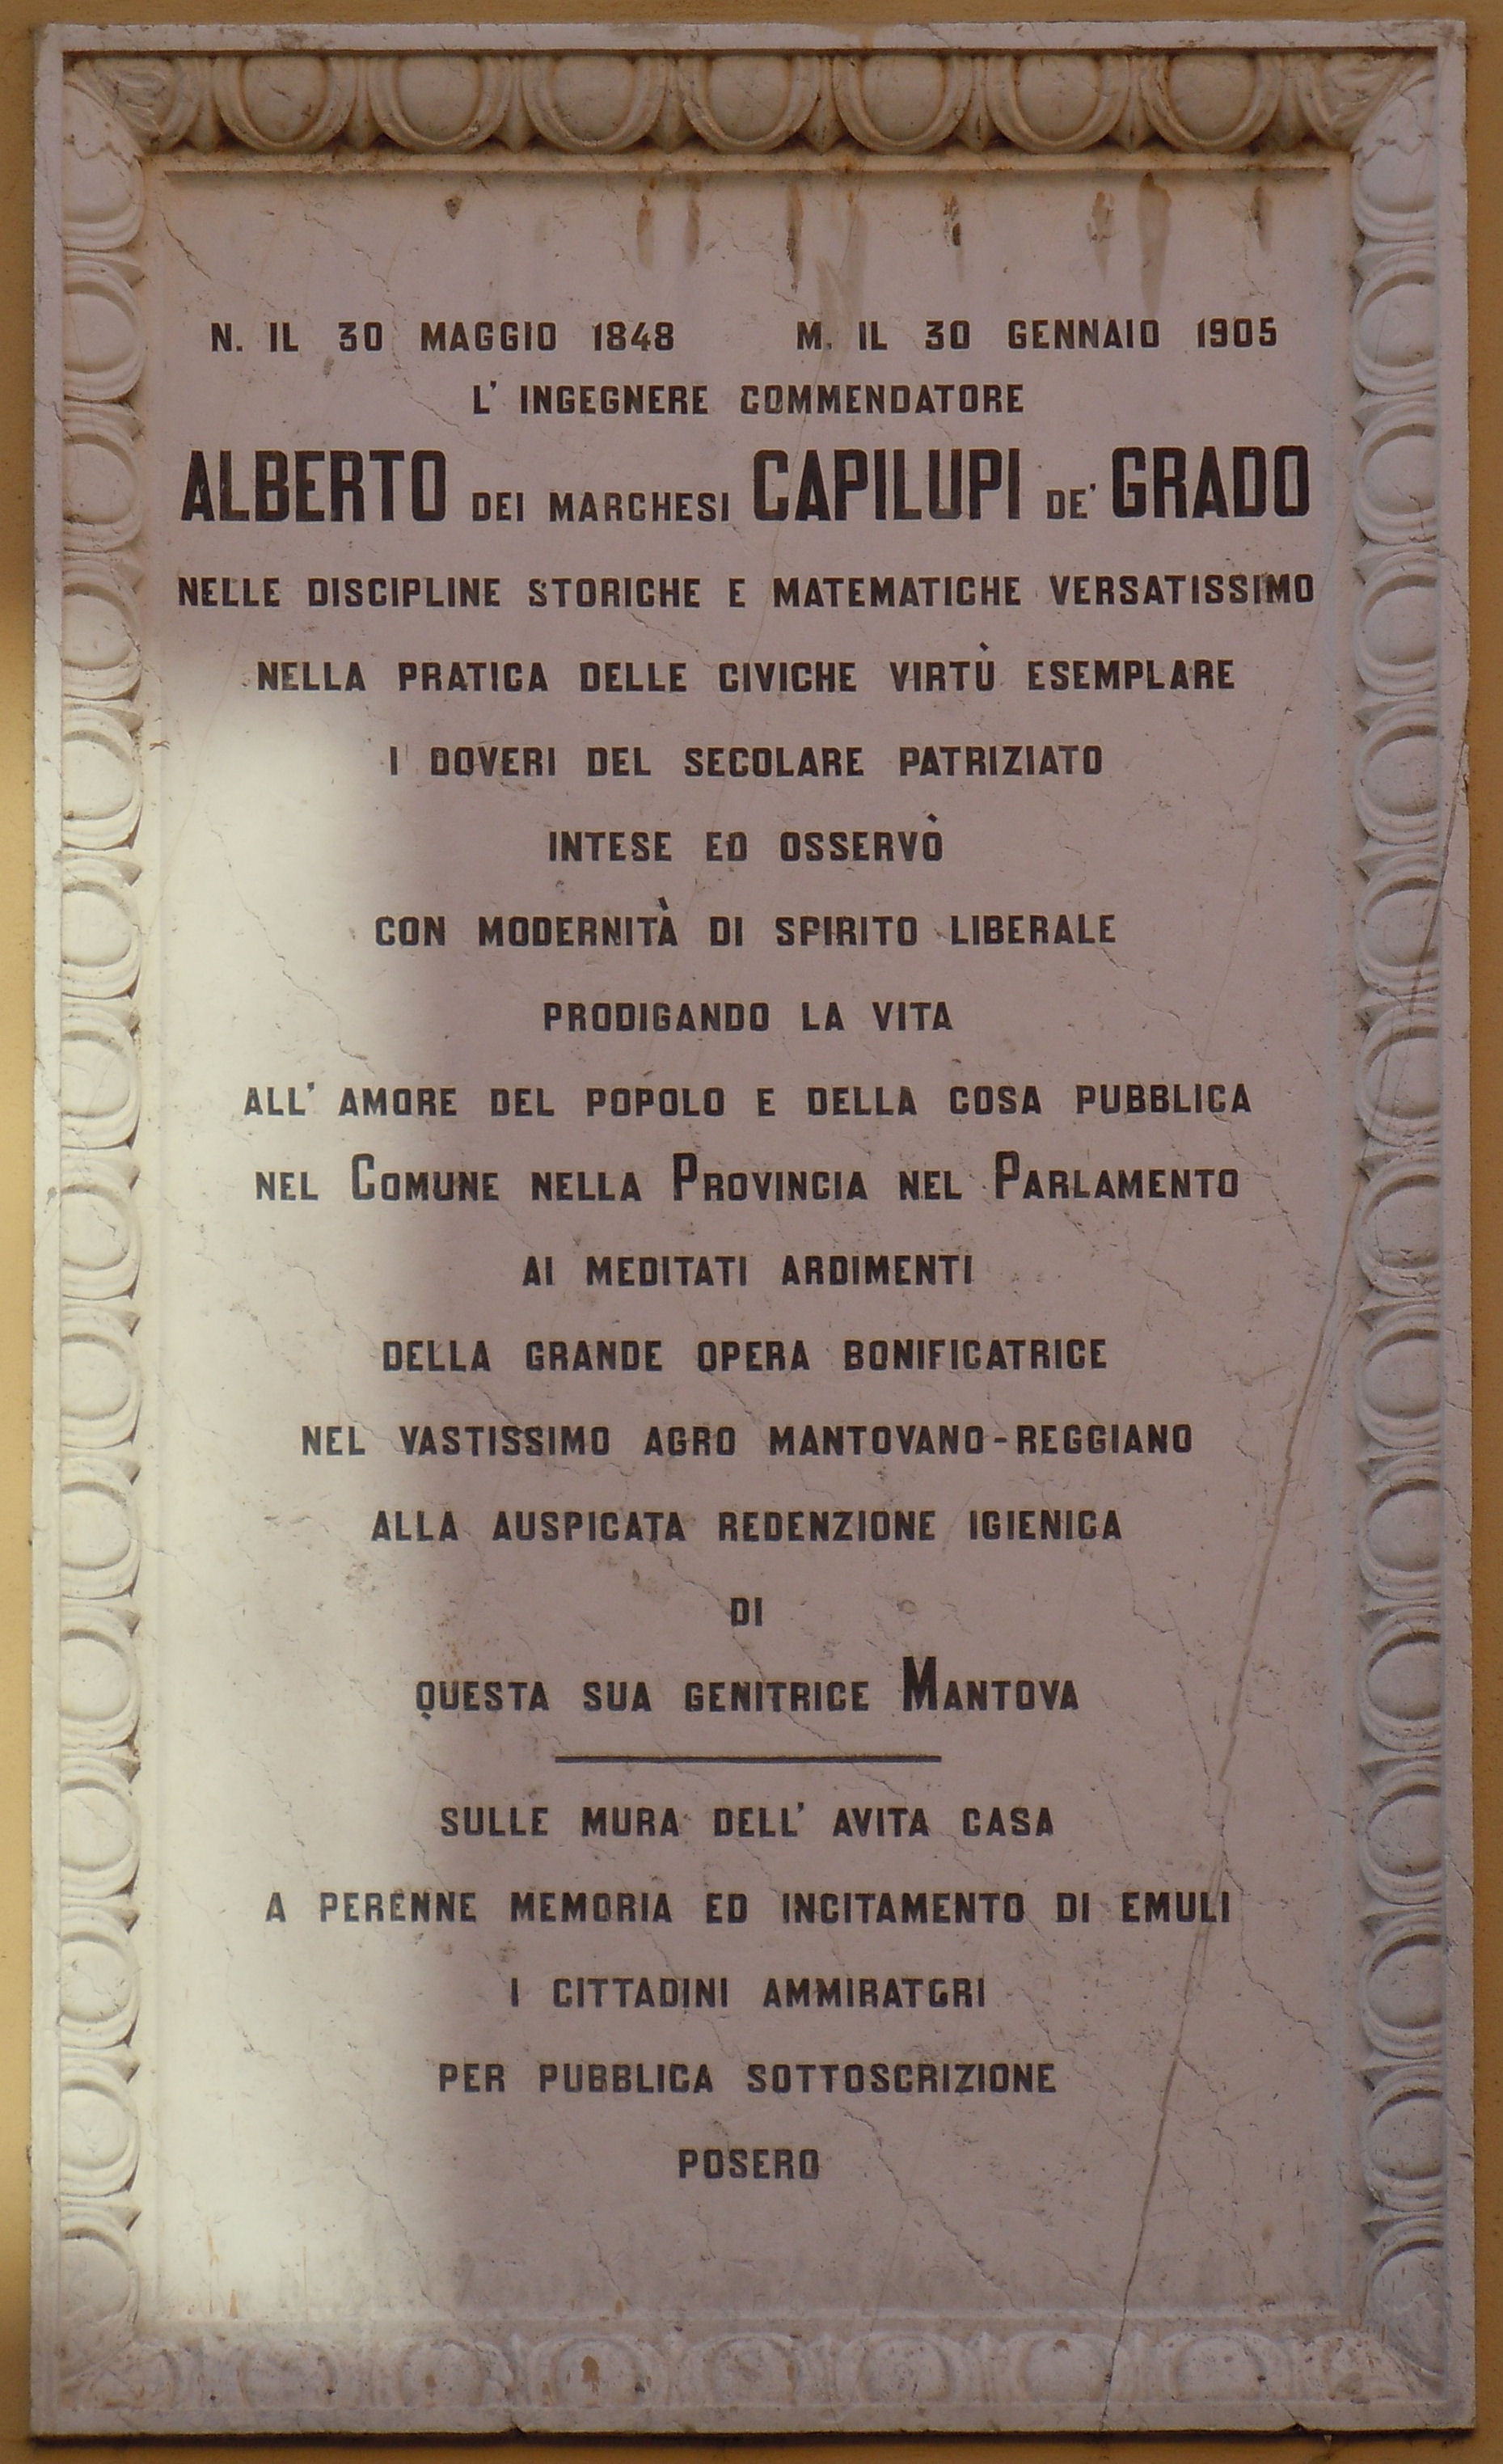 N. IL 30 MAGGIO 1848 M. IL 30 GENNAIO 1905
L' INGEGNERE COMMENDATORE
ALBERTO DEI MARCHESI CAPILUPI DE' GRADO
NELLE DISCIPLINE STORICHE E MATEMATICHE VERSATISSIMO
NELLA PRATICA DELLE CIVICHE VIRTÙ ESEMPLARE
I DOVERI DEL SECOLARE PATRIZIATO
INTESE ED OSSERVÒ
CON MODERNITÀ DI SPIRITO LIBERALE
PRODIGANDO LA VITA
ALL' AMORE DEL POPOLO E DELLA COSA PUBBLICA
NEL COMUNE NELLA PROVINCIA NEL PARLAMENTO
AI MEDITATI ARDIMENTI
DELLA GRANDE OPERA BONIFICATRICE
NEL VASTISSIMO AGRO MANTOVANO-REGGIANO
ALLA AUSPICATA REDENZIONE IGIENICA
DI
QUESTA SUA GENITRICE MANTOVA
SULLE MURA DELL' AVITA CASA
A PERENNE MEMORIA ED INCITAMENTO DI EMULI
I CITTADINI AMMIRATORI
PER PUBBLICA SOTTOSCRIZIONE
POSERO